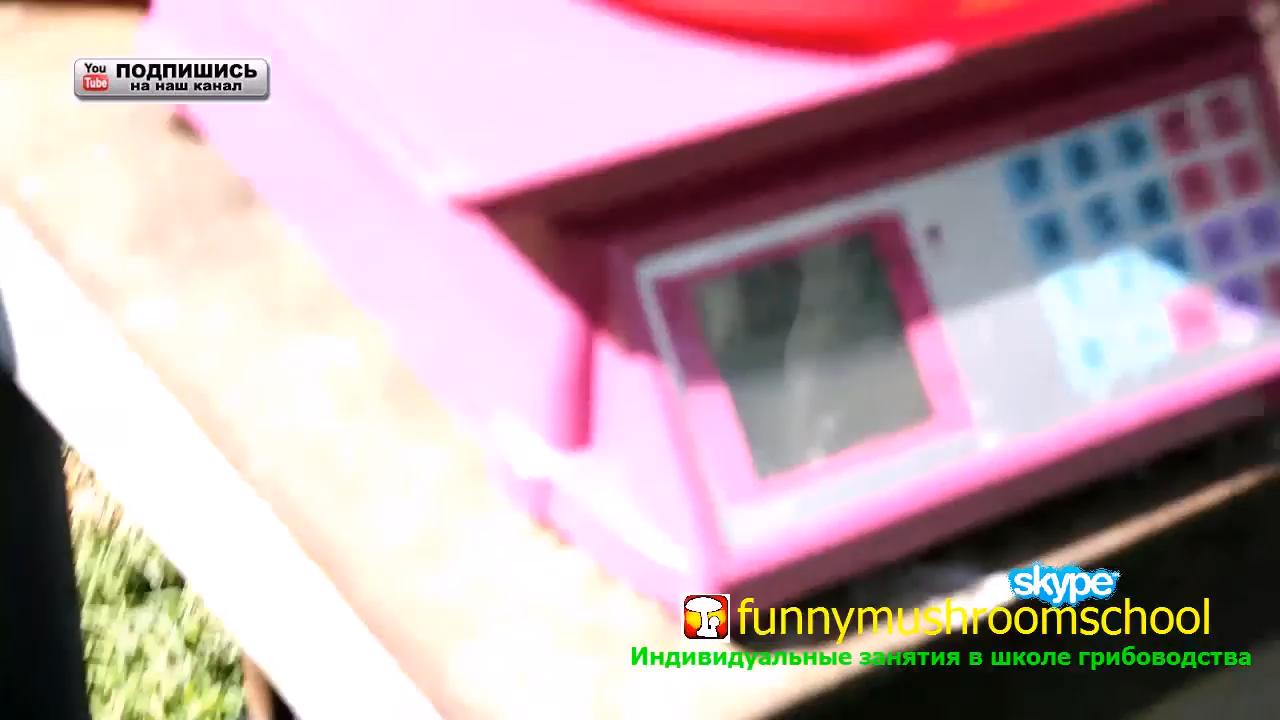 You Tube
ПОДПИШИСЬ
на наш канал
skype
funnymushroomschool
Индивидуальные занятия в школе грибоводства